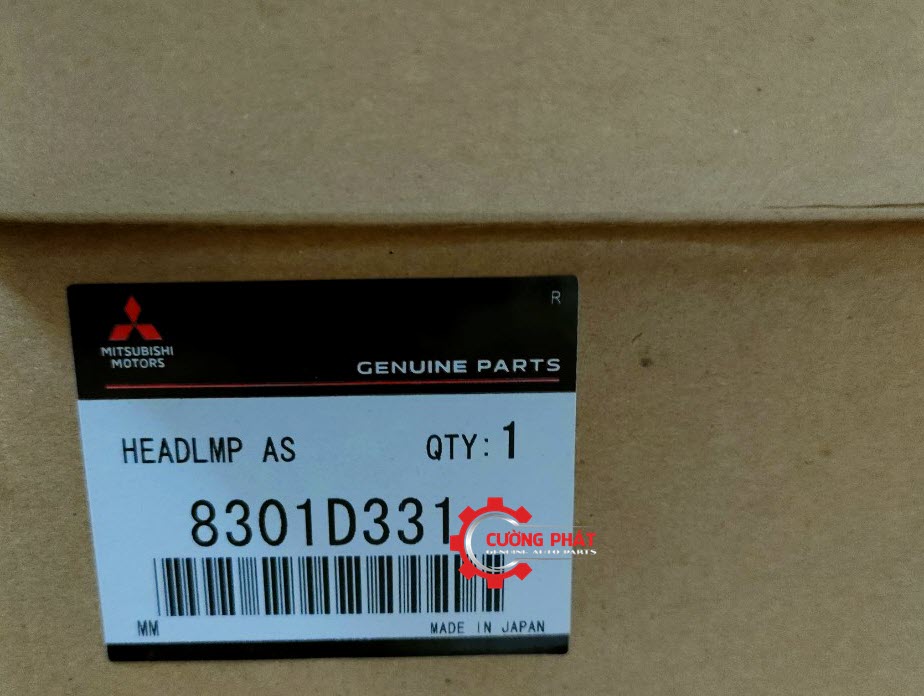 R
MITSUBISHI
MOTORS
GENUINE PARTS
HEADLMP AS QTY: 1
8301D331
CƯỜNG PHÁT
GENUINE AUTO PARTS
MM MADE IN JAPAN